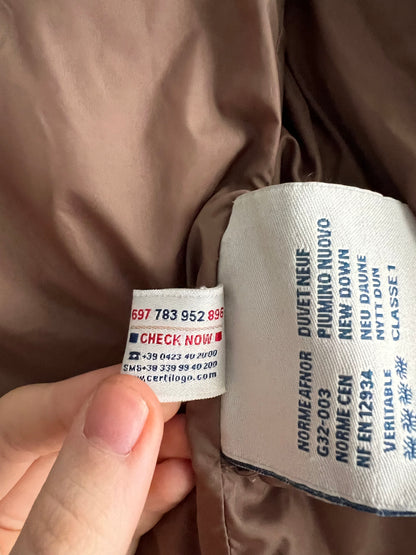 697 783 952 896
CHECK NOW
☎+39 0423 40 20 00
SMS+38 339 99 40 200
www.certilogo.com
NORME AFNOR DUVET NEUF
G32-003 PIUMINO NUOVO
NORME CEN NEW DOWN
NF EN 12934 NEU DAUNE
NYTT DUN
VERITABLE CLASSE 1